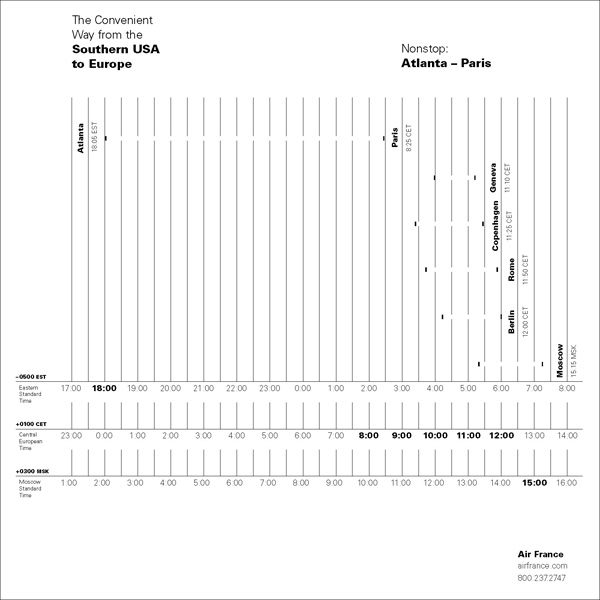 The Convenient
Way from the
Southern USA
to Europe
Nonstop:
Atlanta – Paris
Atlanta
18:05 EST
Paris
8:25 CET
Geneva
11:10 CET
Copenhagen
11:25 CET
Rome
11:50 CET
Berlin
12:00 CET
Moscow
15:15 MSK
–0500 EST
Eastern
Standard
Time
17:00 18:00 19:00 20:00 21:00 22:00 23:00 0:00 1:00 2:00 3:00 4:00 5:00 6:00 7:00 8:00
+0100 CET
Central
European
Time
23:00 0:00 1:00 2:00 3:00 4:00 5:00 6:00 7:00 8:00 9:00 10:00 11:00 12:00 13:00 14:00
+0300 MSK
Moscow
Standard
Time
1:00 2:00 3:00 4:00 5:00 6:00 7:00 8:00 9:00 10:00 11:00 12:00 13:00 14:00 15:00 16:00
Air France
airfrance.com
800.2372747